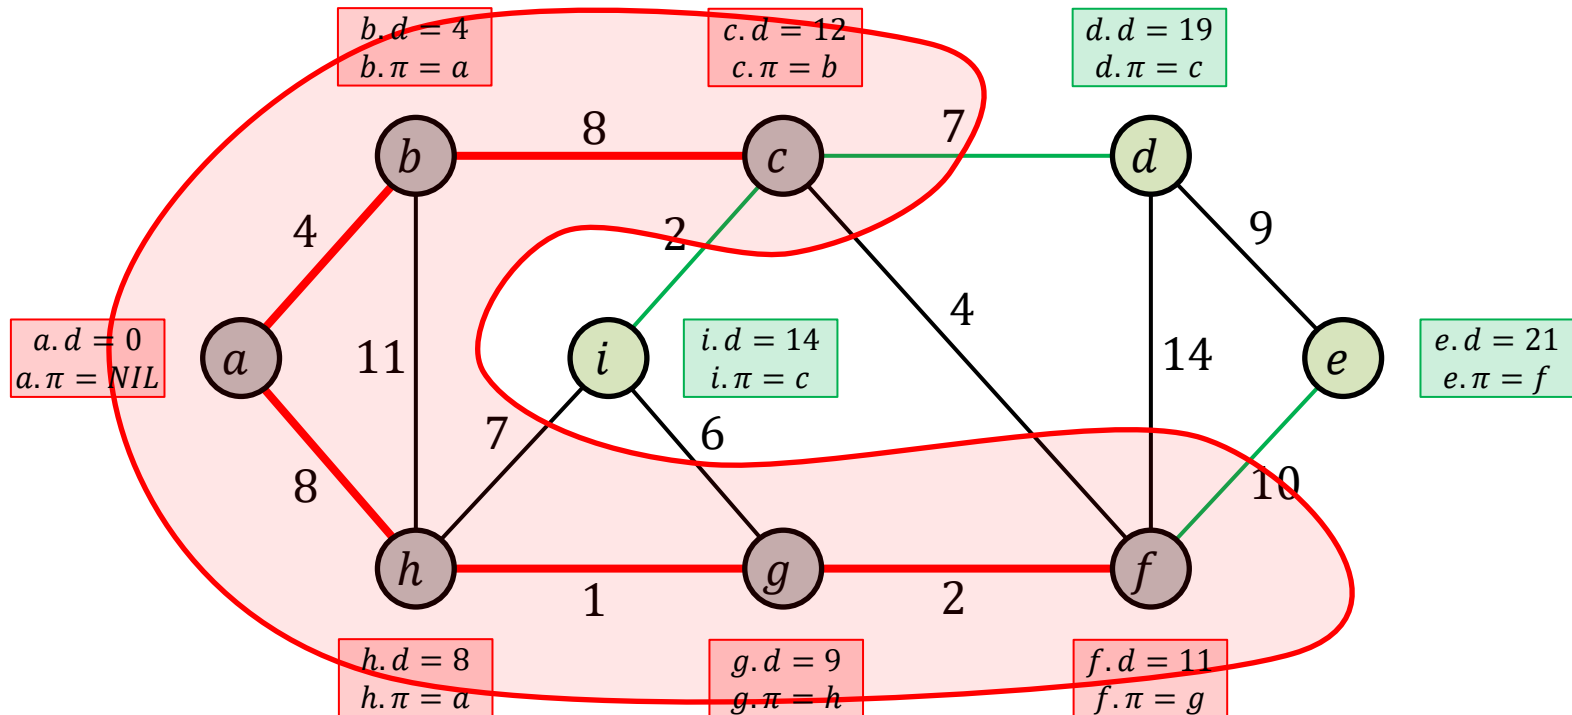 b.d = 4
b.π = a
c.d = 12
c.π = b
d.d = 19
d.π = c
8
7
b
c
d
4
2
9
4
a.d = 0
a.π = NIL
a
11
i
i.d = 14
i.π = c
14
e
e.d = 21
e.π = f
7
6
8
10
h
g
f
1
2
h.d = 8
h.π = a
g.d = 9
g.π = h
f.d = 11
f.π = g